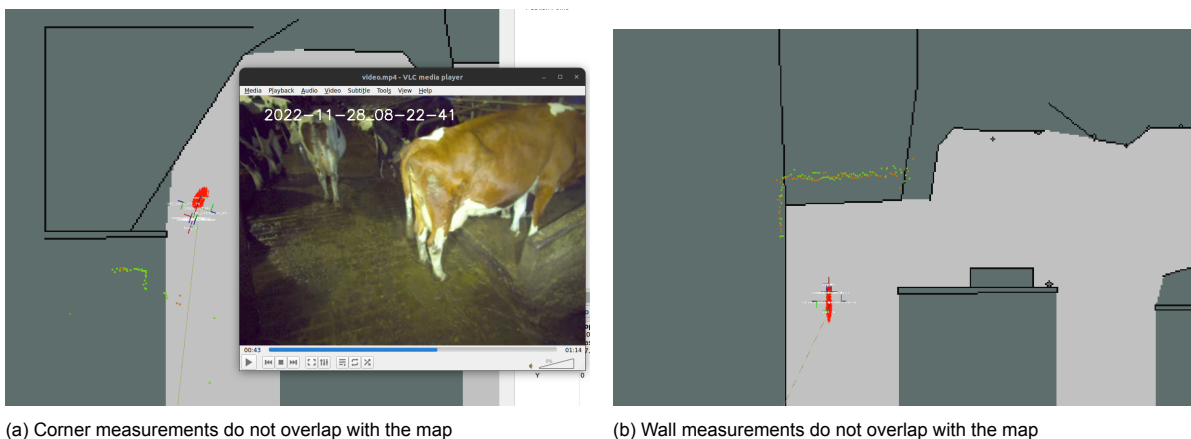 video.mp4 - VLC media player
Media Playback Audio Video Subtitle Tools View Help
2022-11-28_08-22-41
00:43
01:14
0%
Y 0
(a) Corner measurements do not overlap with the map
(b) Wall measurements do not overlap with the map